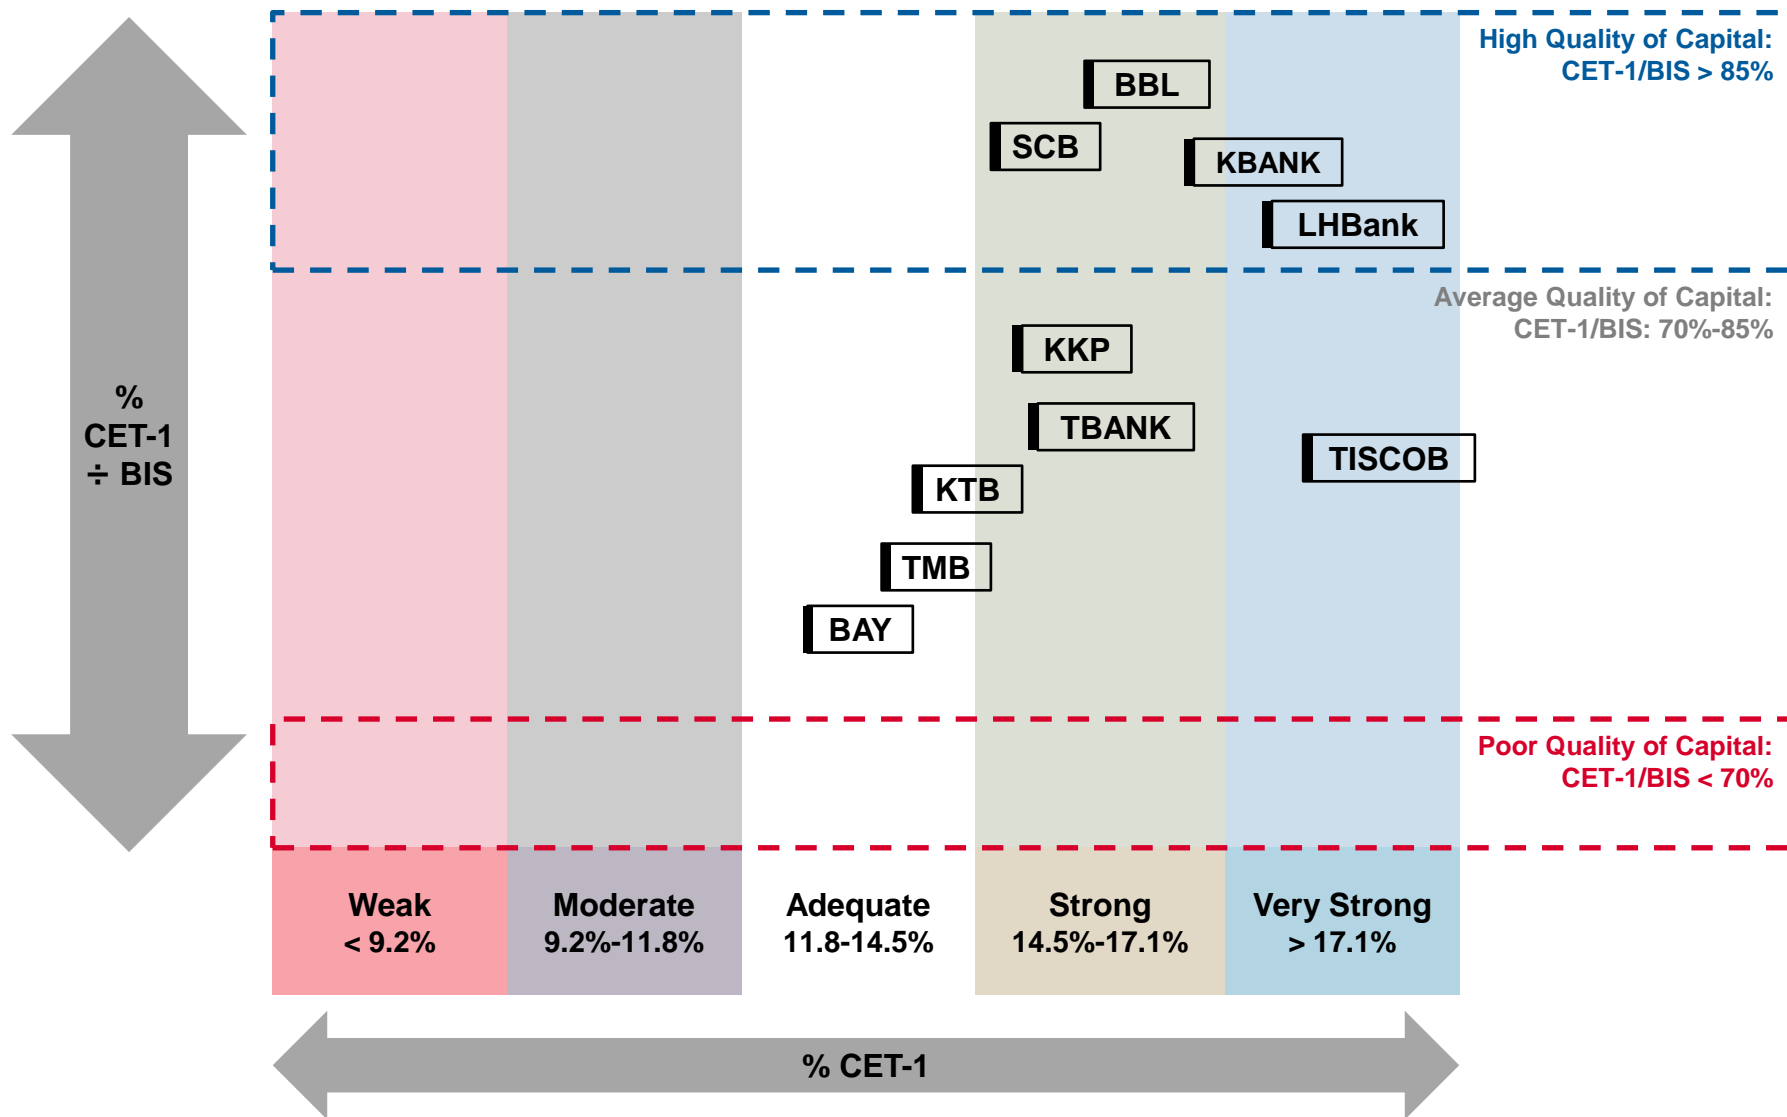 High Quality of Capital:
CET-1/BIS > 85%
BBL
SCB
KBANK
LHBank
Average Quality of Capital:
CET-1/BIS: 70%-85%
KKP
%
CET-1
÷ BIS
TBANK
TISCOB
KTB
TMB
BAY
Poor Quality of Capital:
CET-1/BIS < 70%
Weak
< 9.2%
Moderate
9.2%-11.8%
Adequate
11.8-14.5%
Strong
14.5%-17.1%
Very Strong
> 17.1%
% CET-1